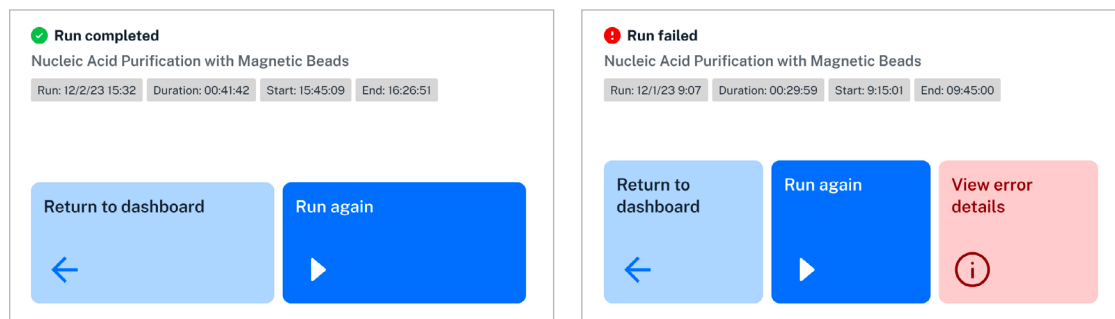 Run completed
Nucleic Acid Purification with Magnetic Beads
Run: 12/2/23 15:32 Duration: 00:41:42 Start: 15:45:09 End: 16:26:51
Return to dashboard
Run again
Run failed
Nucleic Acid Purification with Magnetic Beads
Run: 12/1/23 9:07 Duration: 00:29:59 Start: 9:15:01 End: 09:45:00
Return to
dashboard
Run again
View error
details